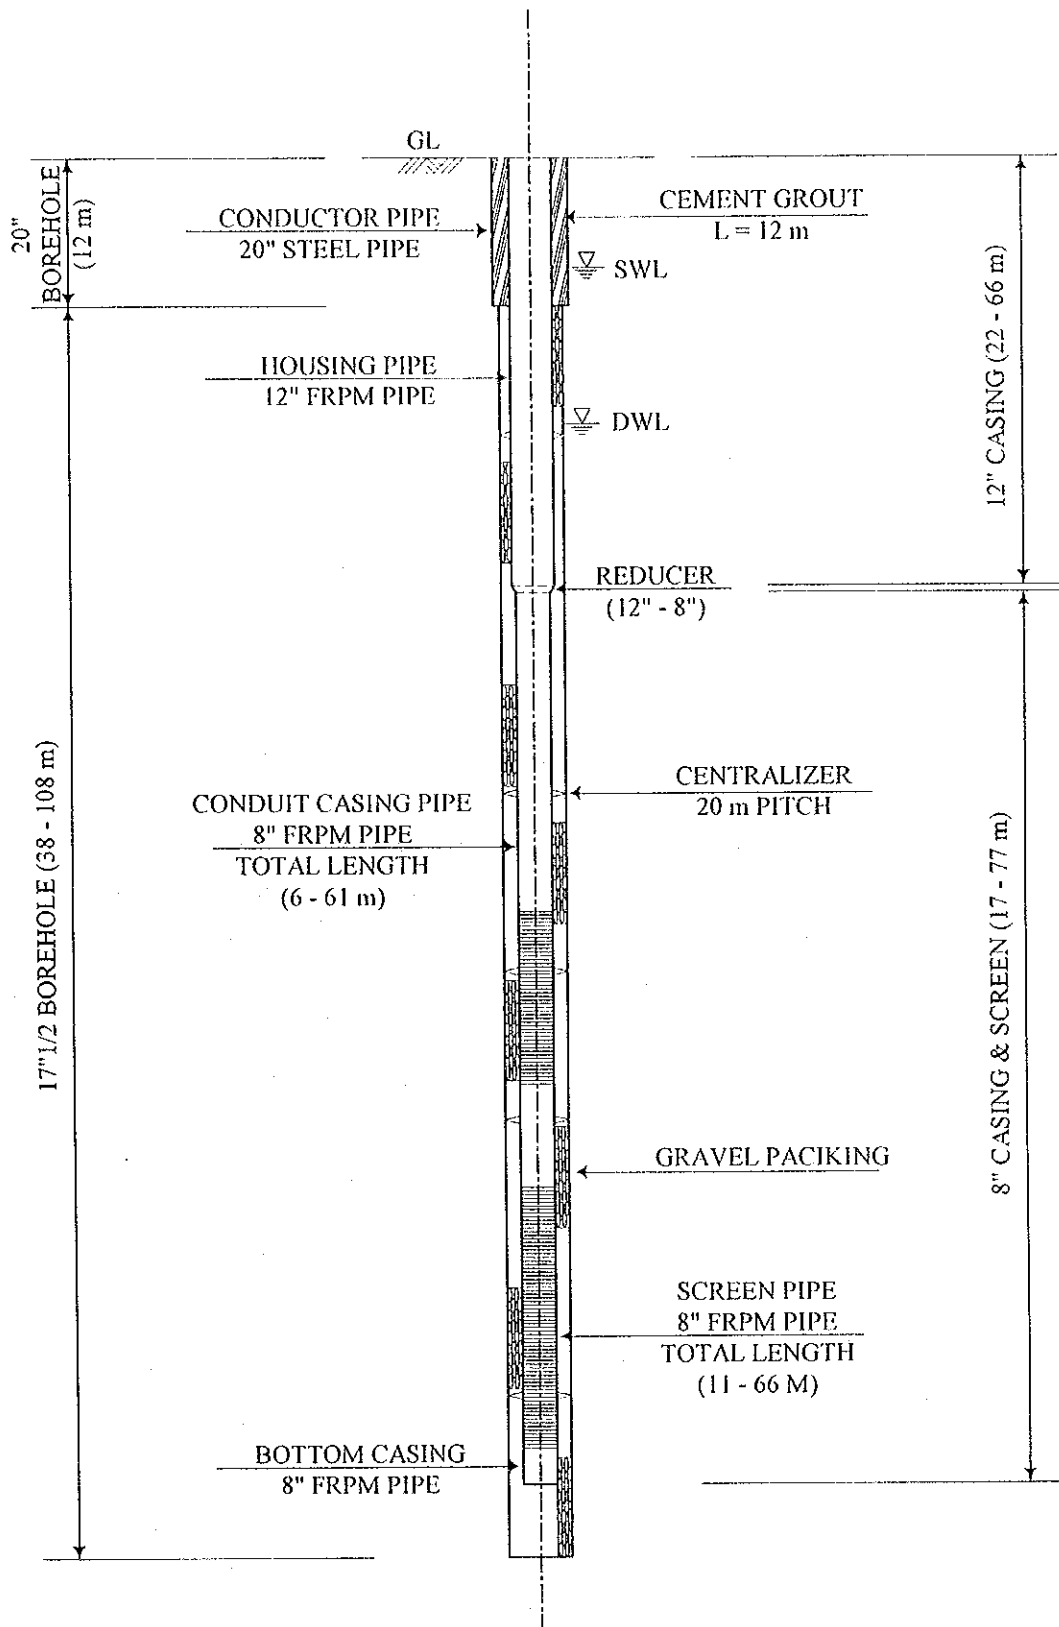 GL
20"
BOREHOLE
(12 m)
CONDUCTOR PIPE
20" STEEL PIPE
CEMENT GROUT
L = 12 m
SWL
HOUSING PIPE
12" FRPM PIPE
DWL
12" CASING (22 - 66 m)
REDUCER
(12" - 8")
17"1/2 BOREHOLE (38 - 108 m)
CENTRALIZER
20 m PITCH
CONDUIT CASING PIPE
8" FRPM PIPE
TOTAL LENGTH
(6 - 61 m)
8" CASING & SCREEN (17 - 77 m)
GRAVEL PACIKING
SCREEN PIPE
8" FRPM PIPE
TOTAL LENGTH
(11 - 66 M)
BOTTOM CASING
8" FRPM PIPE